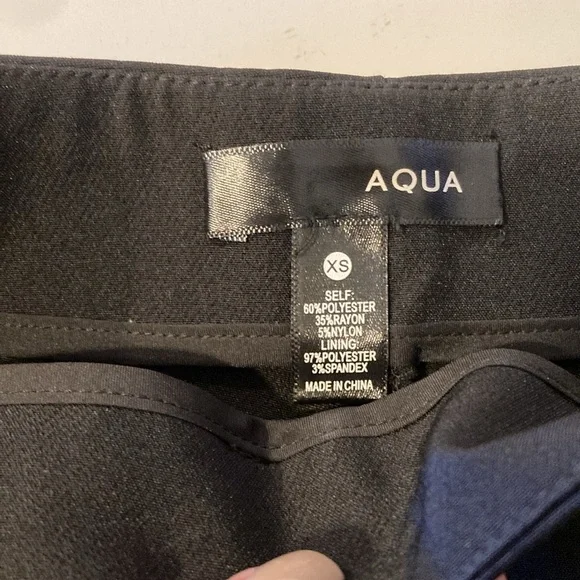 AQUA
XS
SELF:
60%POLYESTER
35%RAYON
5%NYLON
LINING:
97%POLYESTER
3%SPANDEX
MADE IN CHINA